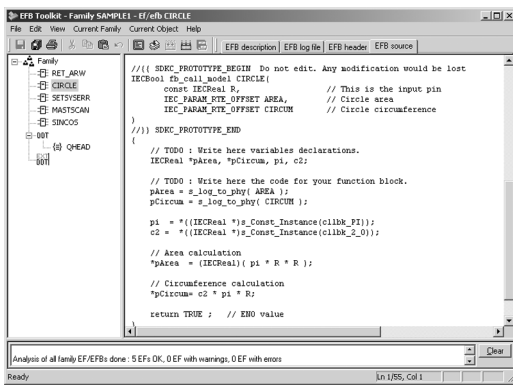 EFB Toolkit - Family SAMPLE1 - Ef/efb CIRCLE
File Edit View Current Family Current Object Help
EFB description EFB log file EFB header EFB source
Family
RET_ARW
CIRCLE
SETSYSERR
MASTSCAN
SINCOS
DDT
{s} QHEAD
EXT
DDT
//{{ SDKC_PROTOTYPE_BEGIN Do not edit. Any modification would be lost
IECBool fb_call_model CIRCLE(
const IECReal R, // This is the input pin
IEC_PARAM_RTE_OFFSET AREA, // Circle area
IEC_PARAM_RTE_OFFSET CIRCUM // Circle circumference
)
//}} SDKC_PROTOTYPE_END
{
// TODO : Write here variables declarations.
IECReal *pArea, *pCircum, pi, c2;
// TODO : Write here the code for your function block.
pArea = s_log_to_phy( AREA );
pCircum = s_log_to_phy( CIRCUM );
pi = *((IECReal *)s_Const_Instance(cllbk_PI));
c2 = *((IECReal *)s_Const_Instance(cllbk_2_0));
// Area calculation
*pArea = (IECReal)( pi * R * R );
// Circumference calculation
*pCircum= c2 * pi * R;
return TRUE ; // ENO value
}
Analysis of all family EF/EFBs done : 5 EFs OK, 0 EF with warnings, 0 EF with errors
Clear
Ready
Ln 1/55, Col 1